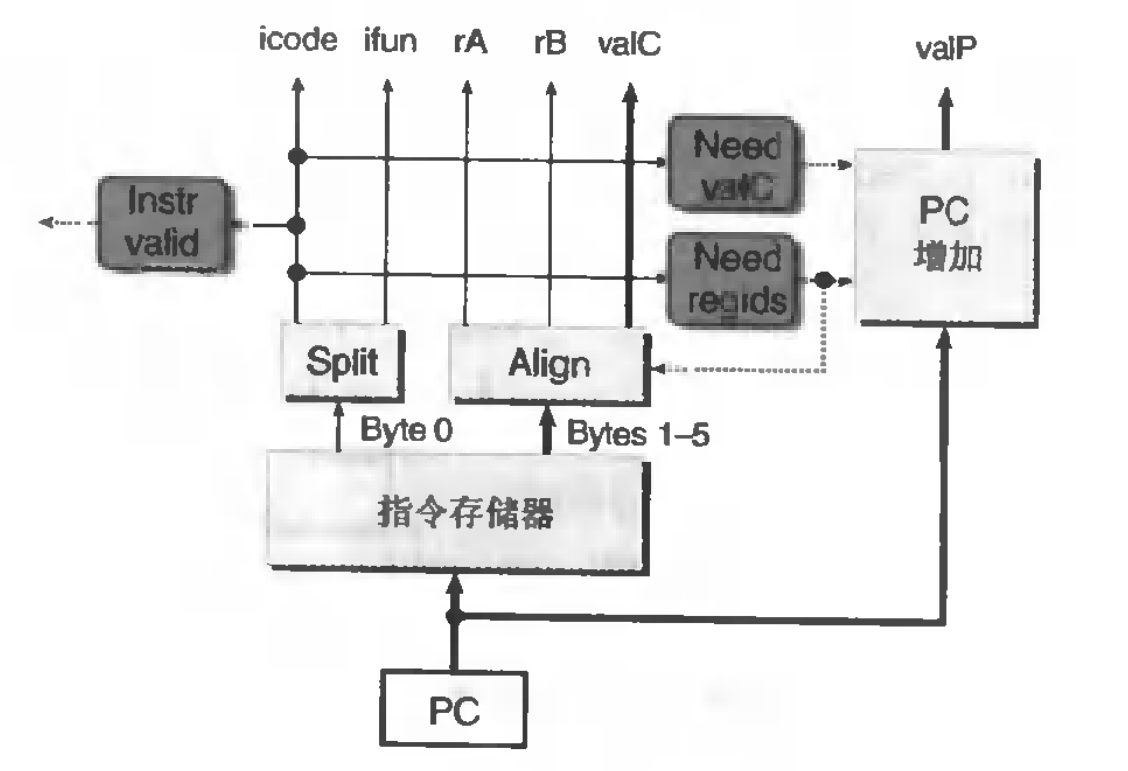 icode ifun rA rB valC valP
Need
valC
Instr
valid
PC
增加
Need
regids
Split
Align
Byte 0
Bytes 1–5
指令存储器
PC